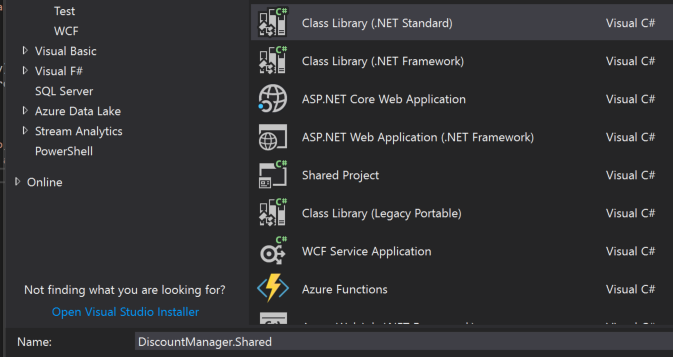 Test
WCF
Visual Basic
Visual F#
SQL Server
Azure Data Lake
Stream Analytics
PowerShell
Online
Not finding what you are looking for?
Open Visual Studio Installer
C# Class Library (.NET Standard) Visual C#
C# Class Library (.NET Framework) Visual C#
ASP.NET Core Web Application Visual C#
ASP.NET Web Application (.NET Framework) Visual C#
C# Shared Project Visual C#
C# Class Library (Legacy Portable) Visual C#
C# WCF Service Application Visual C#
Azure Functions Visual C#
Name: DiscountManager.Shared